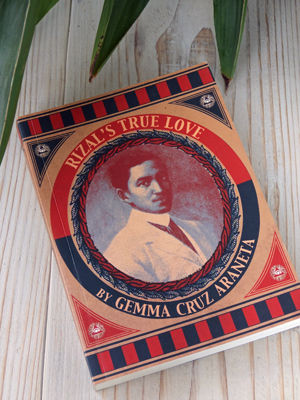 RIZAL'S TRUE LOVE
BY GEMMA CRUZ ARANETA